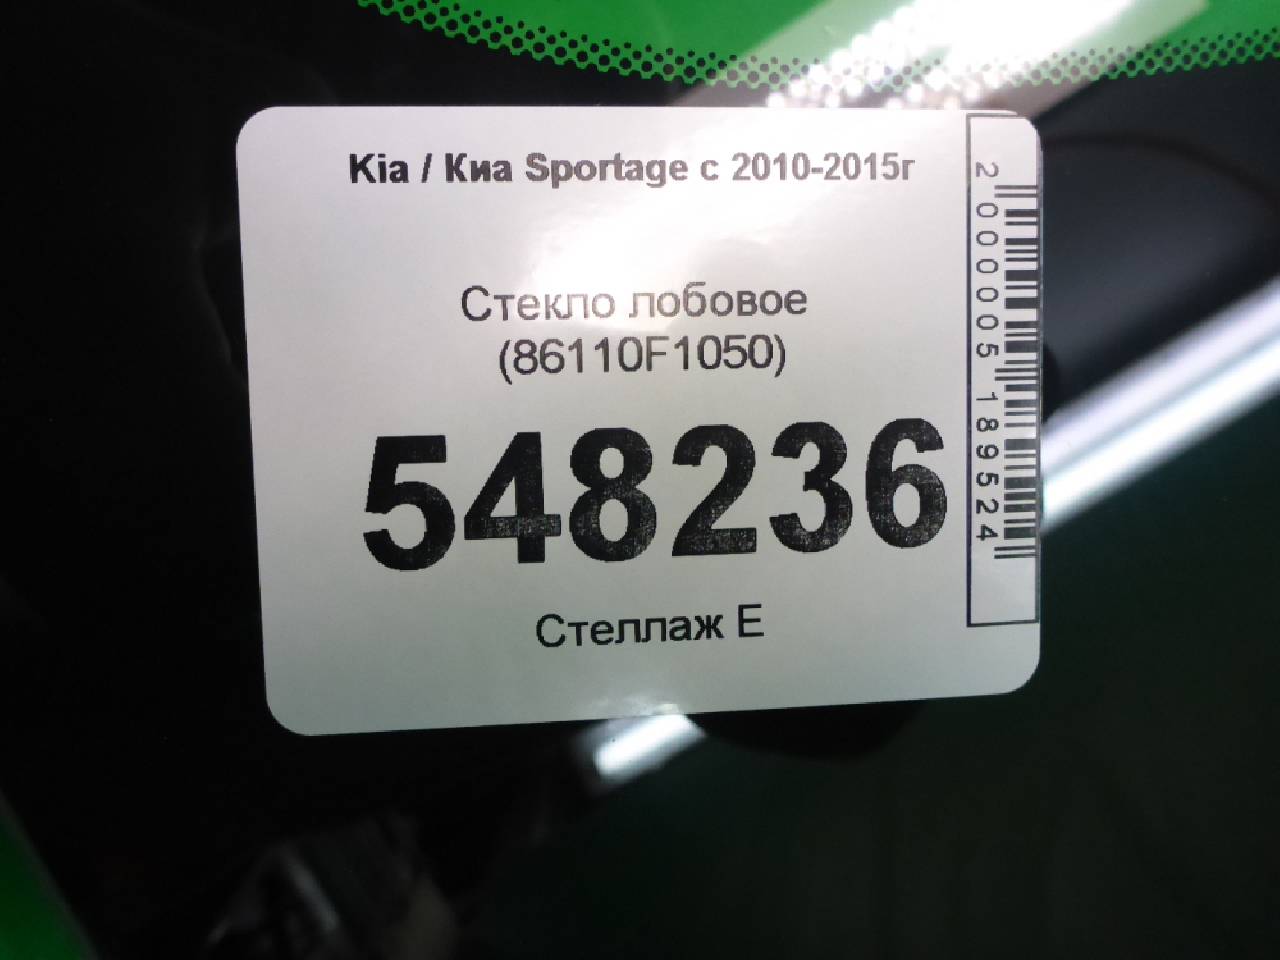 Kia / Киа Sportage с 2010-2015г
Стекло лобовое
(86110F1050)
548236
Стеллаж Е
2000005189524